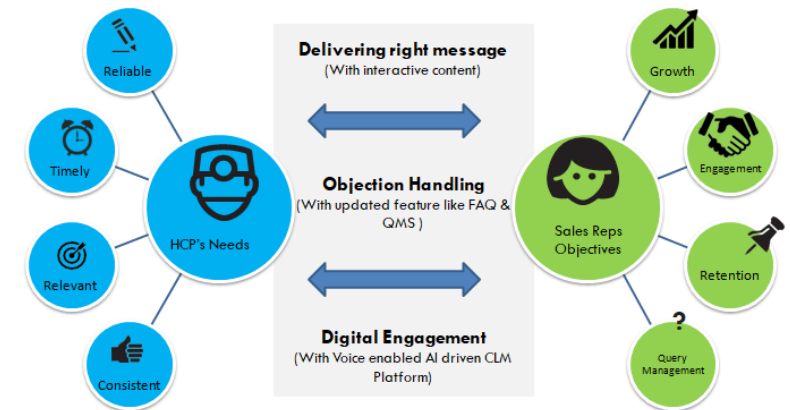 Reliable
Timely
Relevant
Consistent
HCP's Needs
Delivering right message
(With interactive content)
Objection Handling
(With updated feature like FAQ &
QMS )
Digital Engagement
(With Voice enabled AI driven CLM
Platform)
Sales Reps
Objectives
Growth
Engagement
Retention
?
Query
Management